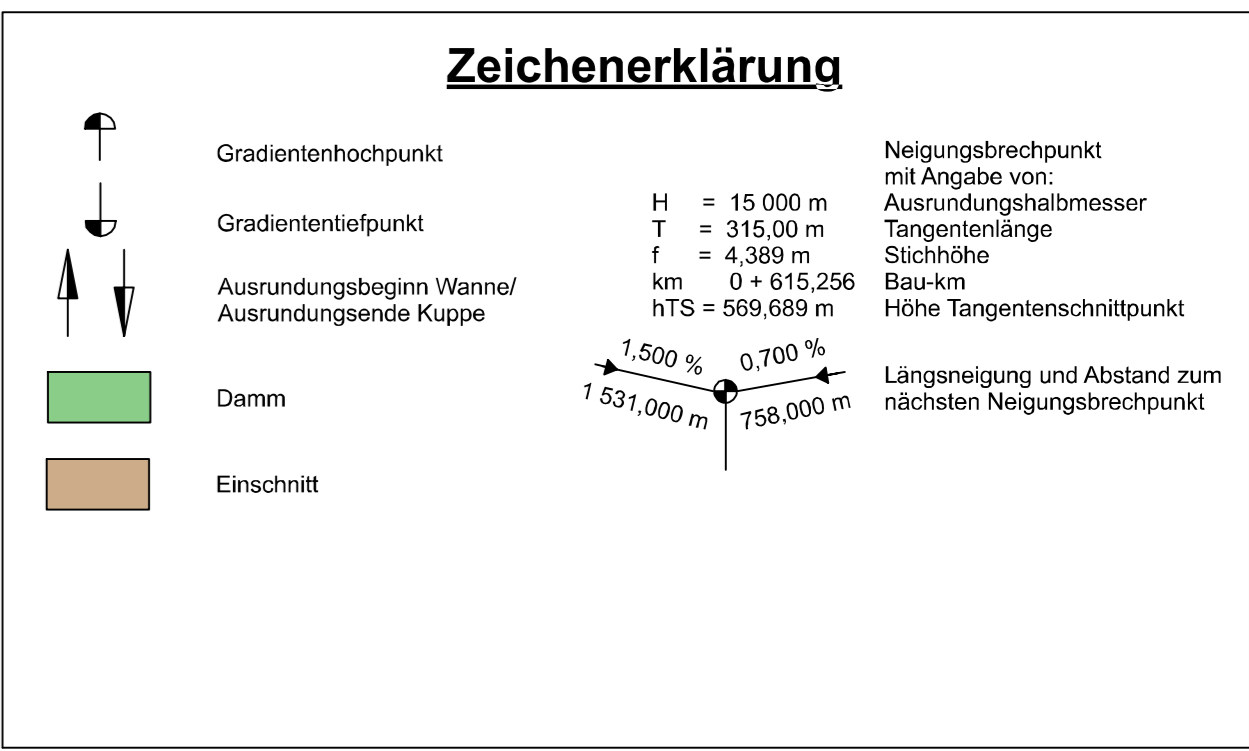 Zeichenerklärung
Gradientenhochpunkt
Gradiententiefpunkt
Ausrundungsbeginn Wanne/
Ausrundungsende Kuppe
Damm
Einschnitt
Neigungsbrechpunkt
mit Angabe von:
H = 15 000 m Ausrundungshalbmesser
T = 315,00 m Tangentenlänge
f = 4,389 m Stichhöhe
km 0 + 615,256 Bau-km
hTS = 569,689 m Höhe Tangentenschnittpunkt
1,500 % 0,700 %
1 531,000 m 758,000 m
Längsneigung und Abstand zum
nächsten Neigungsbrechpunkt